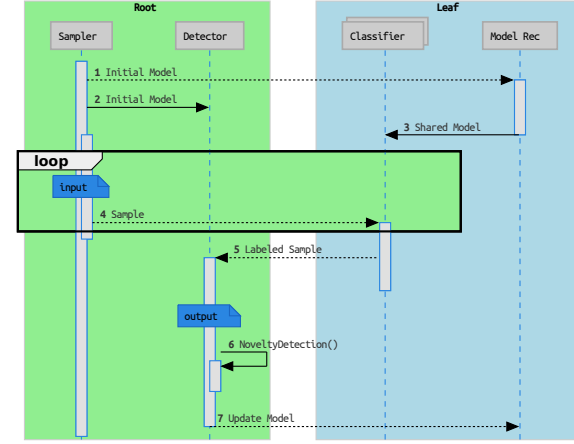 Root
Leaf
Sampler
Detector
Classifier
Model Rec
1 Initial Model
2 Initial Model
3 Shared Model
loop
input
4 Sample
5 Labeled Sample
output
6 NoveltyDetection()
7 Update Model